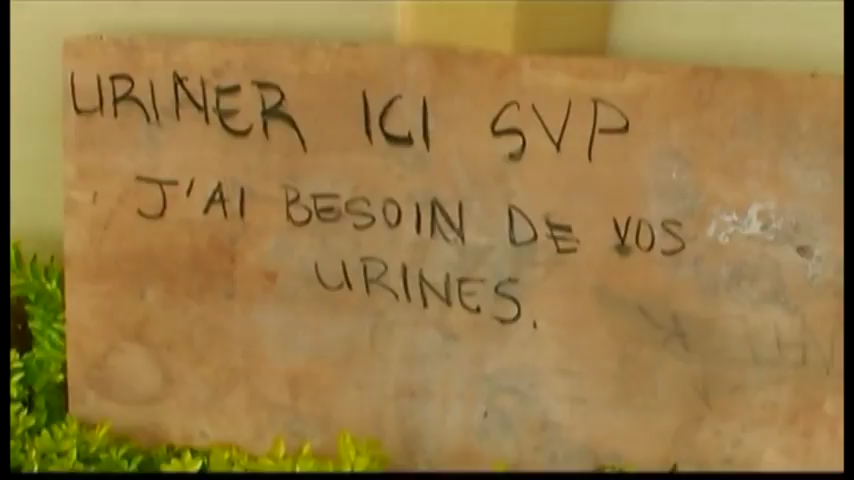 URINER ICI SVP
J'AI BESOIN DE VOS
URINES.